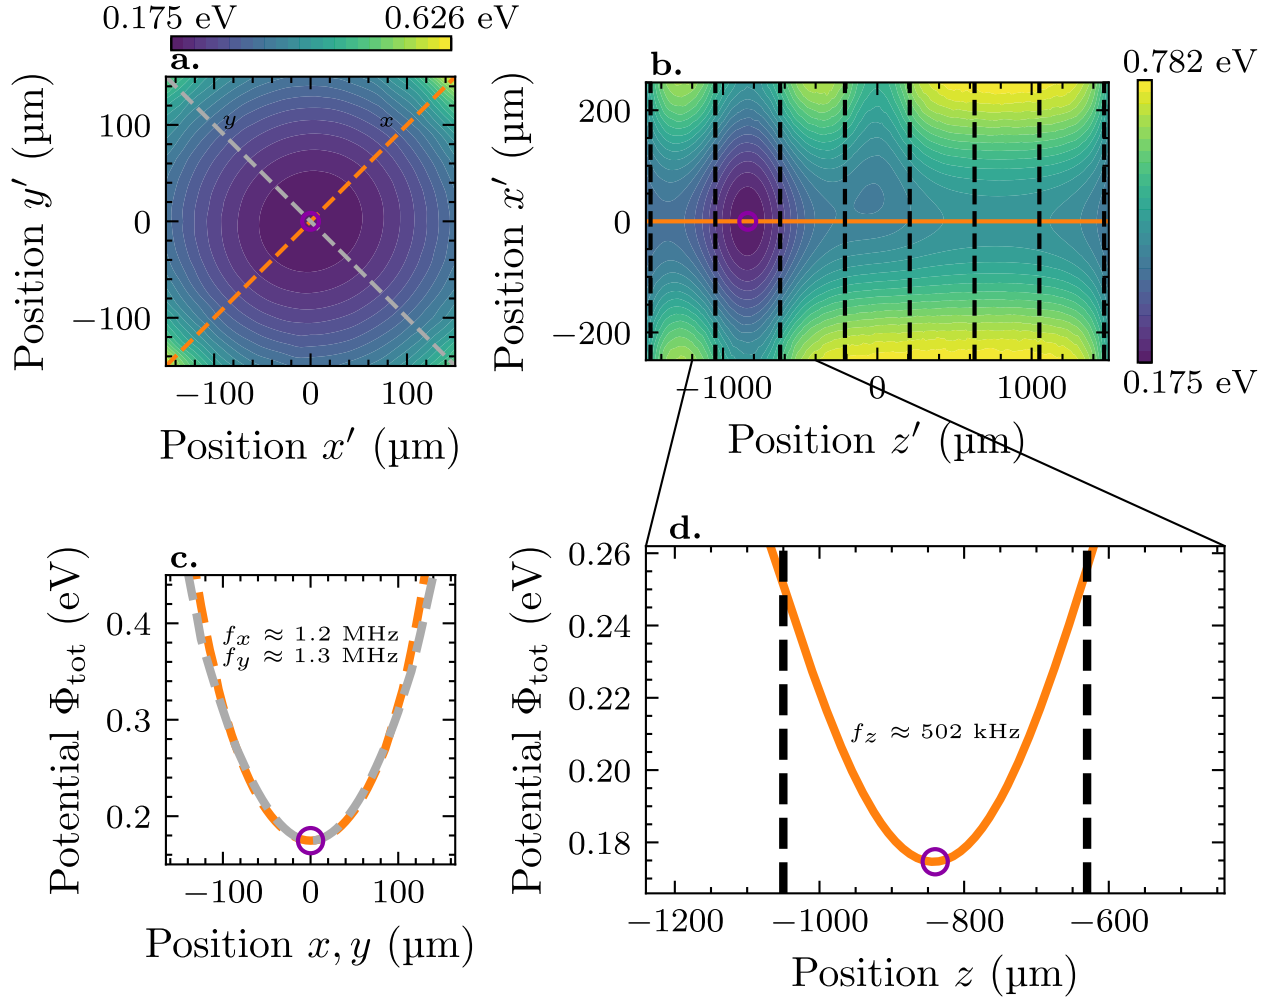 0.175 eV 0.626 eV
a.
y x
100
0
−100
Position y′ (µm)
−100 0 100
Position x′ (µm)
b.
0.782 eV
0.175 eV
200
0
−200
Position x′ (µm)
−1000 0 1000
Position z′ (µm)
c.
0.4
0.3
0.2
Potential Φtot (eV)
fx ≈ 1.2 MHz
fy ≈ 1.3 MHz
−100 0 100
Position x, y (µm)
d.
0.26
0.24
0.22
0.20
0.18
Potential Φtot (eV)
fz ≈ 502 kHz
−1200 −1000 −800 −600
Position z (µm)